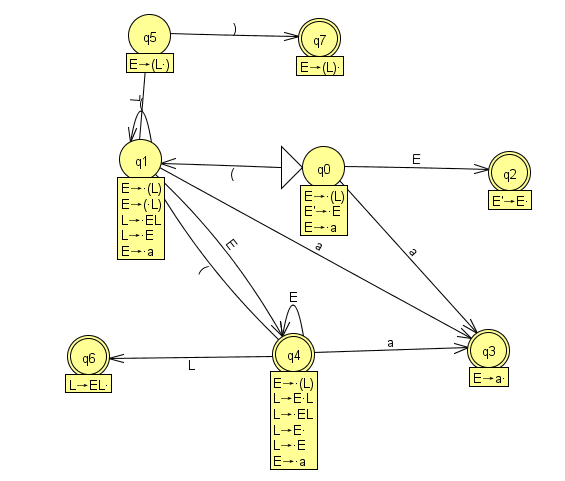 q5
E→(L·)
)
q7
E→(L)·
L
(
q1
E→·(L)
E→(·L)
L→·EL
L→·E
E→·a
(
q0
E→·(L)
E'→·E
E→·a
E
q2
E'→E·
a
a
E
(
E
q4
E→·(L)
L→E·L
L→·EL
L→E·
L→·E
E→·a
a
q3
E→a·
L
q6
L→EL·